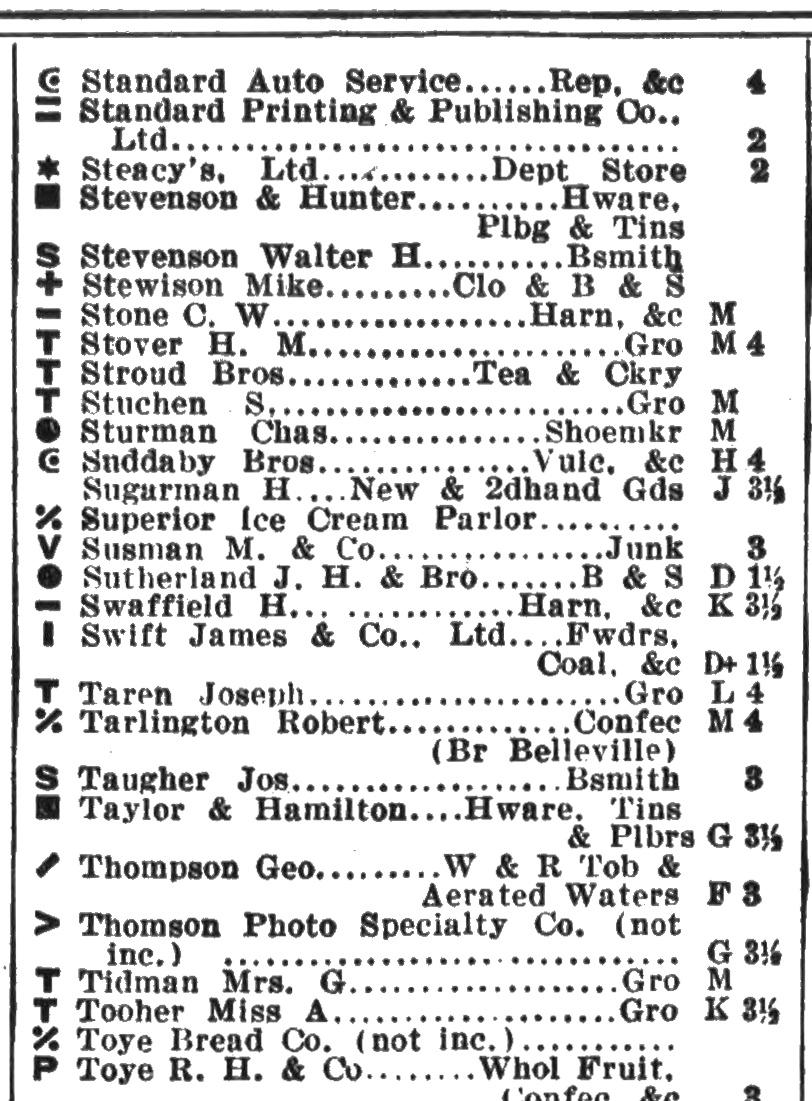 Ꞓ Standard Auto Service......Rep, &c 4
= Standard Printing & Publishing Co.,
Ltd................................... 2
* Steacy's, Ltd............Dept Store 2
■ Stevenson & Hunter..........Hware,
Plbg & Tins
S Stevenson Walter H..........Bsmith
+ Stewison Mike.........Clo & B & S
– Stone C. W..................Harn, &c M
T Stover H. M......................Gro M 4
T Stroud Bros.............Tea & Ckry
T Stuchen S.........................Gro M
● Sturman Chas...............Shoemkr M
Ꞓ Suddaby Bros...............Vulc, &c H 4
Sugarman H....New & 2dhand Gds J 3½
% Superior Ice Cream Parlor..........
V Susman M. & Co................Junk 3
● Sutherland J. H. & Bro.......B & S D 1½
– Swaffield H... ............Harn, &c K 3½
I Swift James & Co., Ltd....Fwdrs,
Coal, &c D+ 1½
T Taren Joseph......................Gro L 4
% Tarlington Robert.............Confec M 4
(Br Belleville)
S Taugher Jos...................Bsmith 3
■ Taylor & Hamilton....Hware, Tins
& Plbrs G 3½
/ Thompson Geo.........W & R Tob &
Aerated Waters F 3
> Thomson Photo Specialty Co. (not
inc.) ................................ G 3½
T Tidman Mrs. G...................Gro M
T Tooher Miss A....................Gro K 3½
% Toye Bread Co. (not inc.)...........
P Toye R. H. & Co........Whol Fruit,
Confec, &c 3